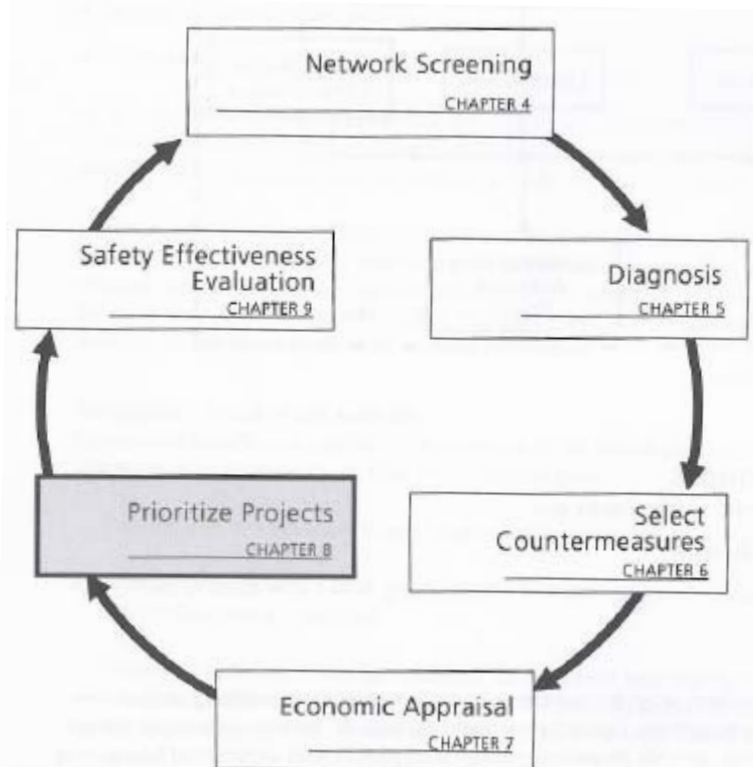 Network Screening
CHAPTER 4
Diagnosis
CHAPTER 5
Select
Countermeasures
CHAPTER 6
Economic Appraisal
CHAPTER 7
Prioritize Projects
CHAPTER 8
Safety Effectiveness
Evaluation
CHAPTER 9